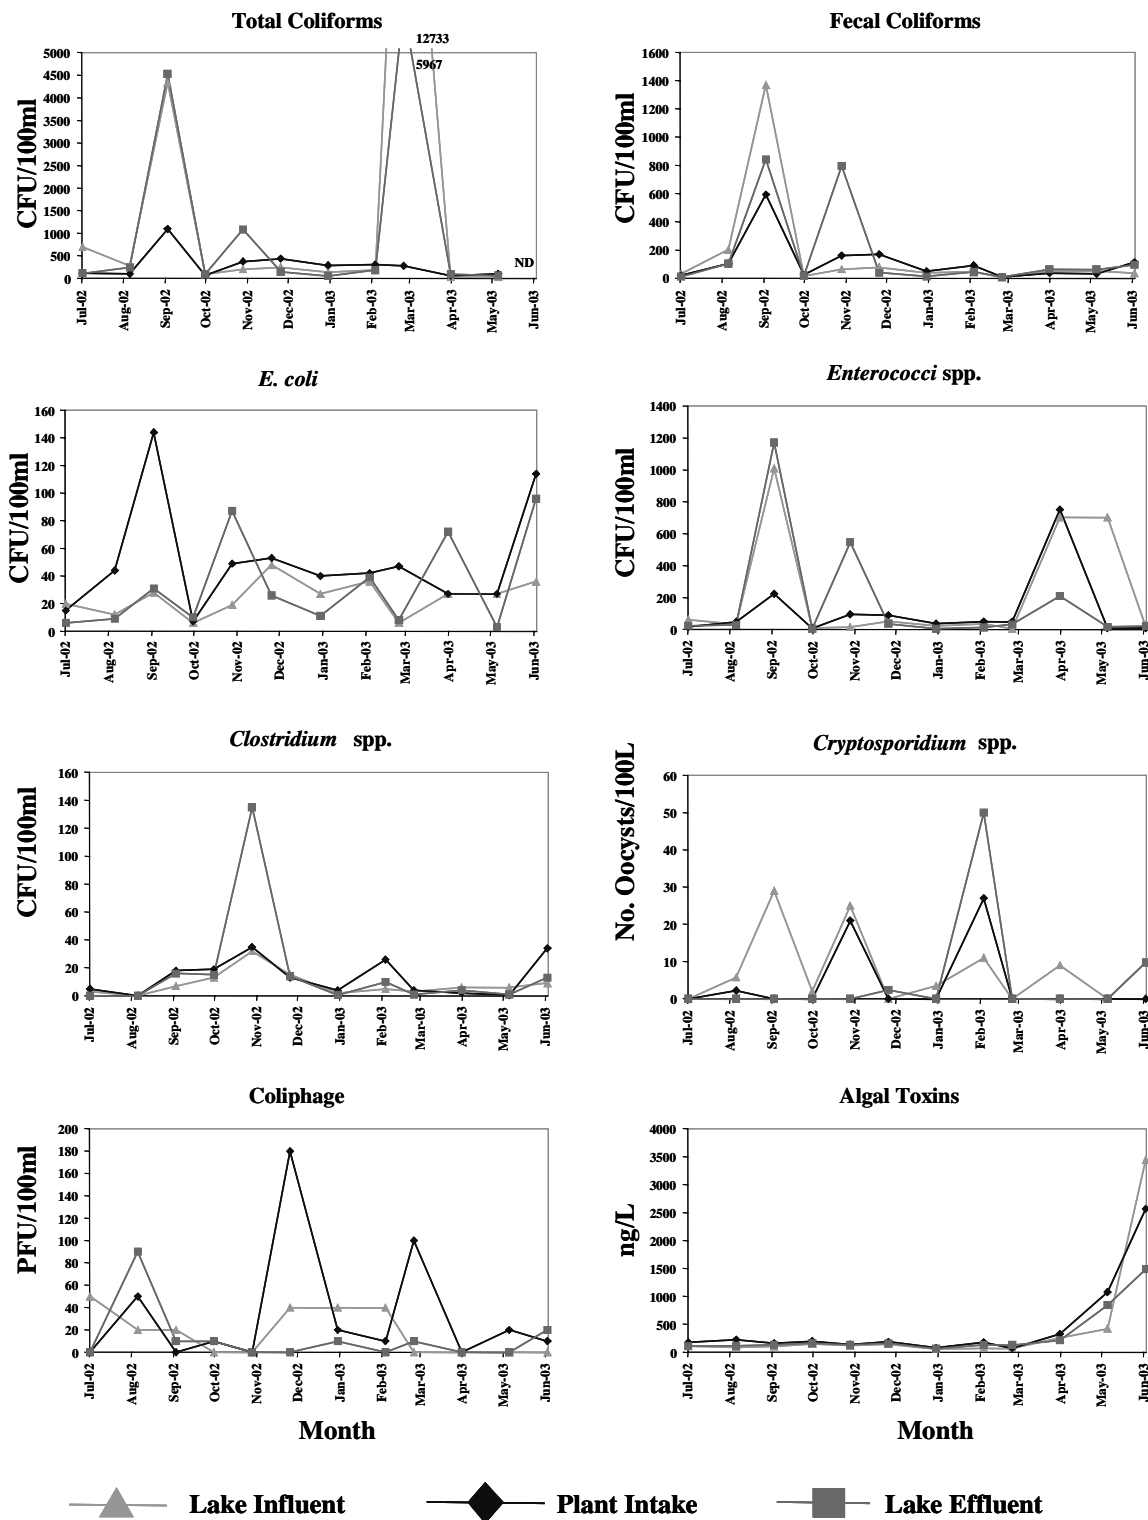 Total Coliforms
12733
5967
5000
4500
4000
3500
3000
2500
2000
1500
1000
500
0
CFU/100ml
ND
Jul-02
Aug-02
Sep-02
Oct-02
Nov-02
Dec-02
Jan-03
Feb-03
Mar-03
Apr-03
May-03
Jun-03
Fecal Coliforms
1600
1400
1200
1000
800
600
400
200
0
CFU/100ml
Jul-02
Aug-02
Sep-02
Oct-02
Nov-02
Dec-02
Jan-03
Feb-03
Mar-03
Apr-03
May-03
Jun-03
E. coli
160
140
120
100
80
60
40
20
0
CFU/100ml
Jul-02
Aug-02
Sep-02
Oct-02
Nov-02
Dec-02
Jan-03
Feb-03
Mar-03
Apr-03
May-03
Jun-03
Enterococci spp.
1400
1200
1000
800
600
400
200
0
CFU/100ml
Jul-02
Aug-02
Sep-02
Oct-02
Nov-02
Dec-02
Jan-03
Feb-03
Mar-03
Apr-03
May-03
Jun-03
Clostridium spp.
160
140
120
100
80
60
40
20
0
CFU/100ml
Jul-02
Aug-02
Sep-02
Oct-02
Nov-02
Dec-02
Jan-03
Feb-03
Mar-03
Apr-03
May-03
Jun-03
Cryptosporidium spp.
60
50
40
30
20
10
0
No. Oocysts/100L
Jul-02
Aug-02
Sep-02
Oct-02
Nov-02
Dec-02
Jan-03
Feb-03
Mar-03
Apr-03
May-03
Jun-03
Coliphage
200
180
160
140
120
100
80
60
40
20
0
PFU/100ml
Jul-02
Aug-02
Sep-02
Oct-02
Nov-02
Dec-02
Jan-03
Feb-03
Mar-03
Apr-03
May-03
Jun-03
Month
Algal Toxins
4000
3500
3000
2500
2000
1500
1000
500
0
ng/L
Jul-02
Aug-02
Sep-02
Oct-02
Nov-02
Dec-02
Jan-03
Feb-03
Mar-03
Apr-03
May-03
Jun-03
Month
Lake Influent
Plant Intake
Lake Effluent